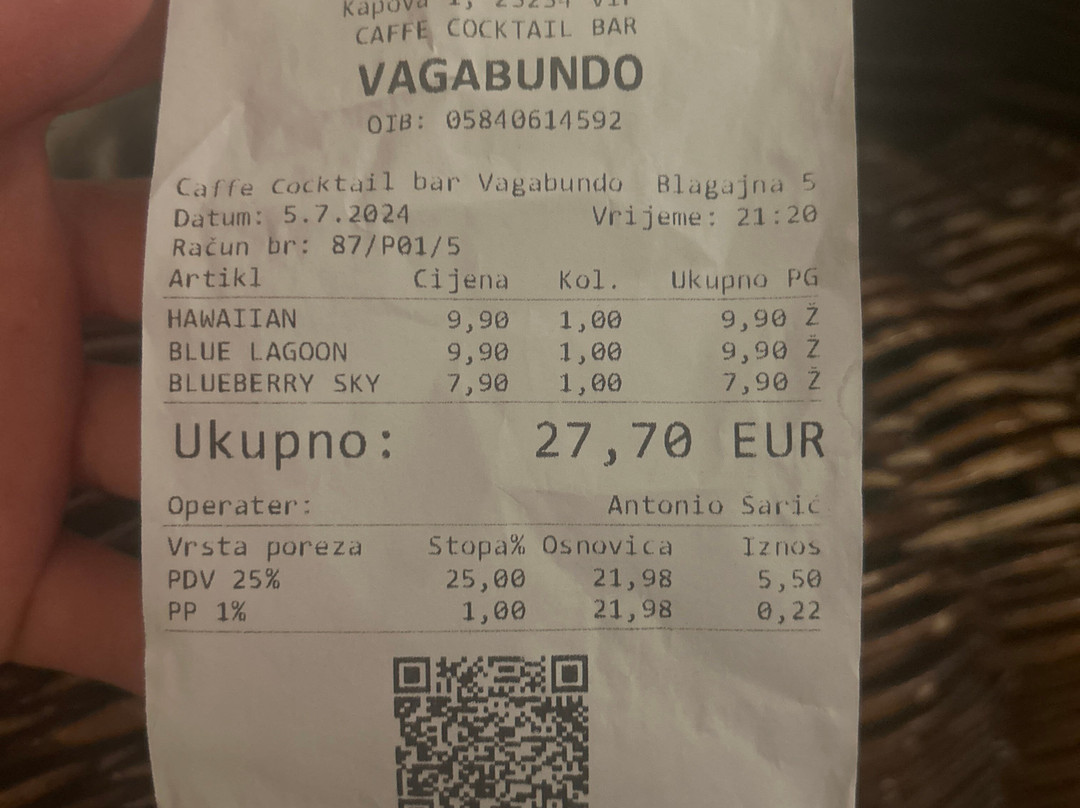 CAFFE COCKTAIL BAR
VAGABUNDO
OIB: 05840614592
Caffe Cocktail bar Vagabundo Blagajna 5
Datum: 5.7.2024 Vrijeme: 21:20
Račun br: 87/P01/5
Artikl Cijena Kol. Ukupno PG
HAWAIIAN 9,90 1,00 9,90 Ž
BLUE LAGOON 9,90 1,00 9,90 Ž
BLUEBERRY SKY 7,90 1,00 7,90 Ž
Ukupno: 27,70 EUR
Operater: Antonio Šarić
Vrsta poreza Stopa% Osnovica Iznos
PDV 25% 25,00 21,98 5,50
PP 1% 1,00 21,98 0,22